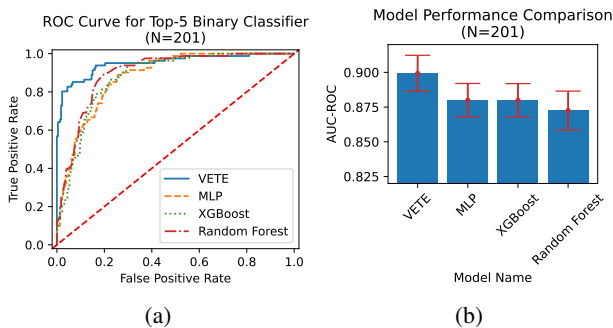 ROC Curve for Top-5 Binary Classifier
(N=201)
True Positive Rate
1.0
0.8
0.6
0.4
0.2
0.0
VETE
MLP
XGBoost
Random Forest
0.0 0.2 0.4 0.6 0.8 1.0
False Positive Rate
(a)
Model Performance Comparison
(N=201)
AUC-ROC
0.900
0.875
0.850
0.825
VETE
MLP
XGBoost
Random Forest
Model Name
(b)